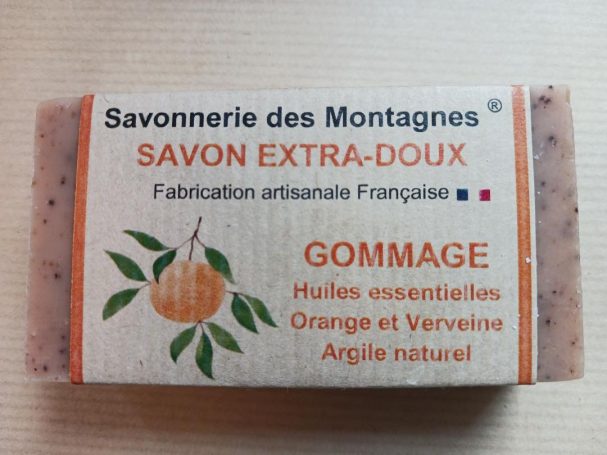 Savonnerie des Montagnes ®
SAVON EXTRA-DOUX
Fabrication artisanale Française
GOMMAGE
Huiles essentielles
Orange et Verveine
Argile naturel